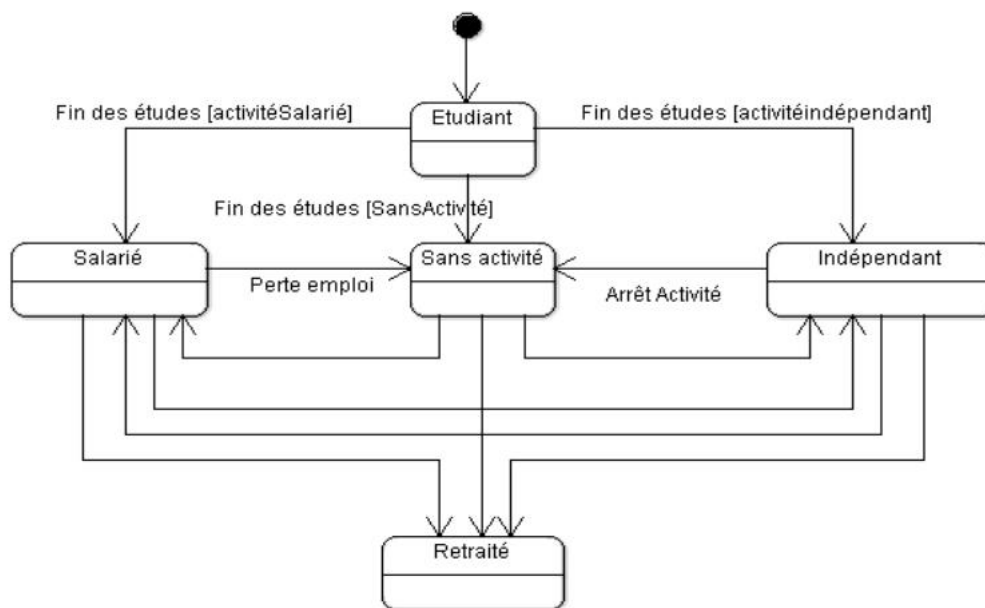 Fin des études [activitéSalarié]
Etudiant
Fin des études [activitéindépendant]
Fin des études [SansActivité]
Salarié
Sans activité
Indépendant
Perte emploi
Arrêt Activité
Retraité